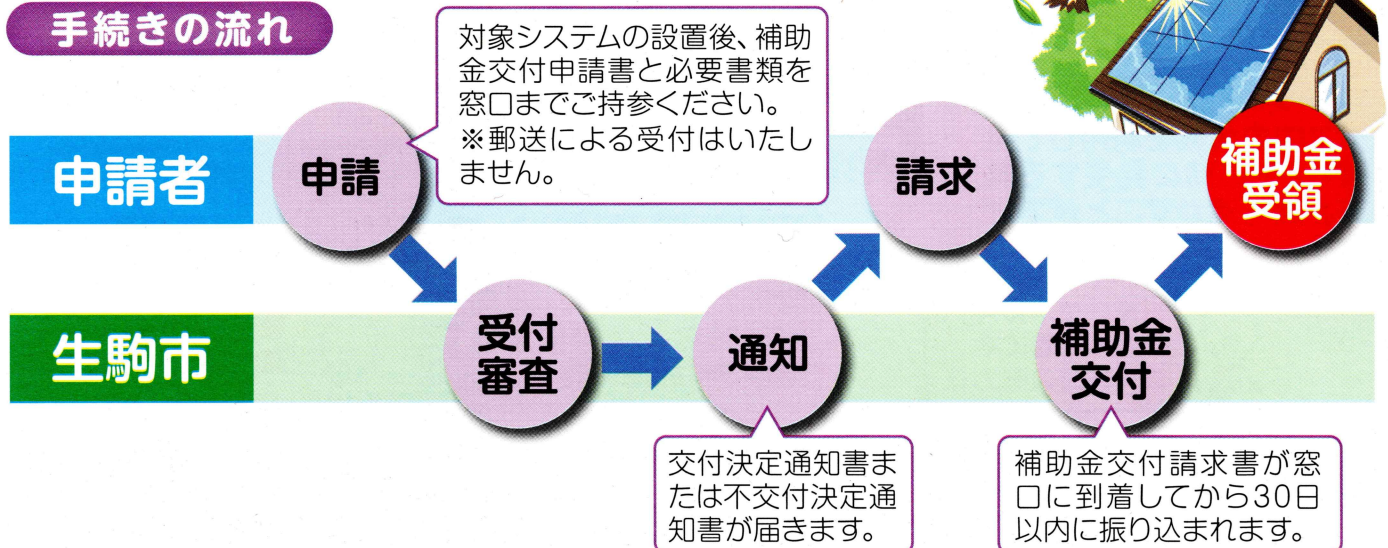 手続きの流れ
対象システムの設置後、補助
金交付申請書と必要書類を
窓口までご持参ください。
※郵送による受付はいたし
ません。
申請者
申請
請求
補助金
受領
生駒市
受付
審査
通知
補助金
交付
交付決定通知書ま
たは不交付決定通
知書が届きます。
補助金交付請求書が窓
口に到着してから30日
以内に振り込まれます。